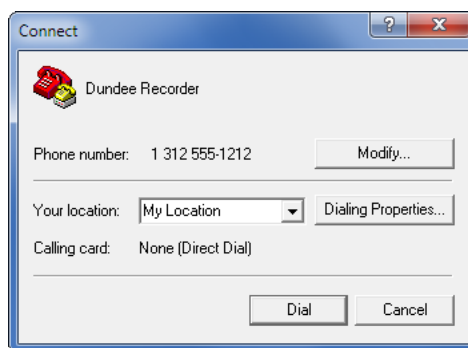 Connect
Dundee Recorder
Phone number: 1 312 555-1212 Modify...
Your location: My Location Dialing Properties...
Calling card: None (Direct Dial)
Dial Cancel